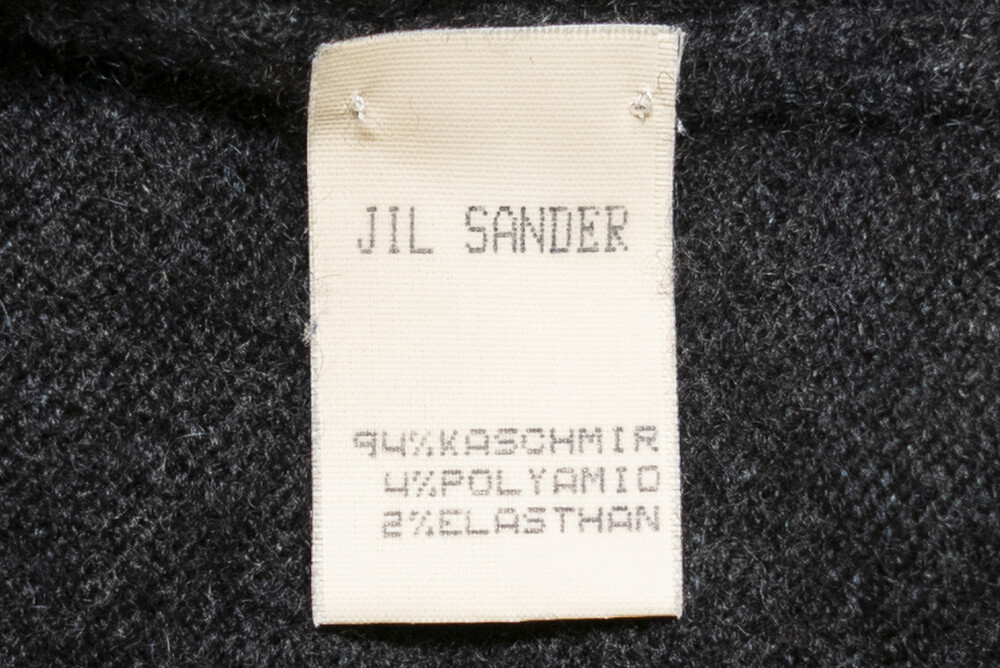 JIL SANDER
94%KASCHMIR
4%POLYAMID
2%ELASTHAN